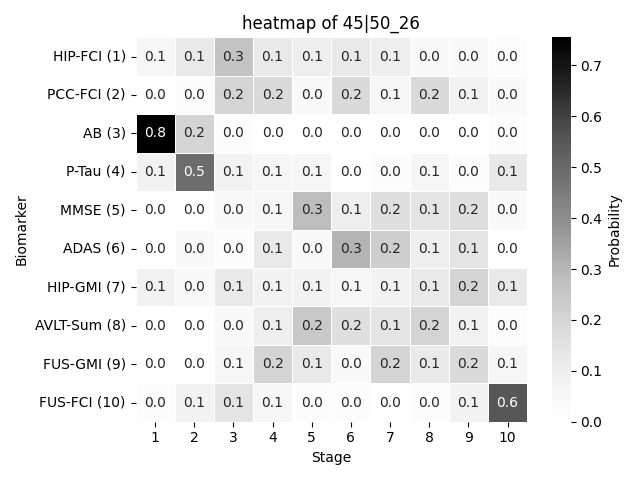 heatmap of 45|50_26
HIP-FCI (1) 0.1 0.1 0.3 0.1 0.1 0.1 0.1 0.0 0.0 0.0
PCC-FCI (2) 0.0 0.0 0.2 0.2 0.0 0.2 0.1 0.2 0.1 0.0
AB (3) 0.8 0.2 0.0 0.0 0.0 0.0 0.0 0.0 0.0 0.0
P-Tau (4) 0.1 0.5 0.1 0.1 0.1 0.0 0.0 0.1 0.0 0.1
MMSE (5) 0.0 0.0 0.0 0.1 0.3 0.1 0.2 0.1 0.2 0.0
ADAS (6) 0.0 0.0 0.0 0.1 0.0 0.3 0.2 0.1 0.1 0.0
HIP-GMI (7) 0.1 0.0 0.1 0.1 0.1 0.1 0.1 0.1 0.2 0.1
AVLT-Sum (8) 0.0 0.0 0.0 0.1 0.2 0.2 0.1 0.2 0.1 0.0
FUS-GMI (9) 0.0 0.0 0.1 0.2 0.1 0.0 0.2 0.1 0.2 0.1
FUS-FCI (10) 0.0 0.1 0.1 0.1 0.0 0.0 0.0 0.0 0.1 0.6
1 2 3 4 5 6 7 8 9 10
Stage
Biomarker
0.7
0.6
0.5
0.4
0.3
0.2
0.1
0.0
Probability